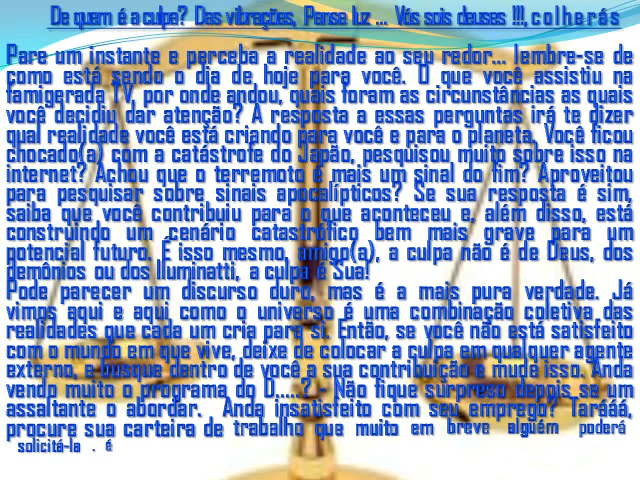 De quem é a culpa? Das vibrações, Pense luz ... Vós sois deuses !!!, c o l h e r á s
Pare um instante e perceba a realidade ao seu redor... lembre-se de
como está sendo o dia de hoje para você. O que você assistiu na
famigerada TV, por onde andou, quais foram as circunstâncias as quais
você decidiu dar atenção? A resposta a essas perguntas irá te dizer
qual realidade você está criando para você e para o planeta. Você ficou
chocado(a) com a catástrofe do Japão, pesquisou muito sobre isso na
internet? Achou que o terremoto é mais um sinal do fim? Aproveitou
para pesquisar sobre sinais apocalípticos? Se sua resposta é sim,
saiba que você contribuiu para o que aconteceu e, além disso, está
construindo um cenário catastrófico bem mais grave para um
potencial futuro. É isso mesmo, amigo(a), a culpa não é de Deus, dos
demônios ou dos Iluminatti, a culpa é Sua!
Pode parecer um discurso duro, mas é a mais pura verdade. Já
vimos aqui e aqui como o universo é uma combinação coletiva das
realidades que cada um cria para si. Então, se você não está satisfeito
com o mundo em que vive, deixe de colocar a culpa em qualquer agente
externo, e busque dentro de você a sua contribuição e mude isso. Anda
vendo muito o programa do D.....? . Não fique surpreso depois se um
assaltante o abordar. Anda insatisfeito com seu emprego? Tarááá,
procure sua carteira de trabalho que muito em breve alguém poderá
solicitá-la . é